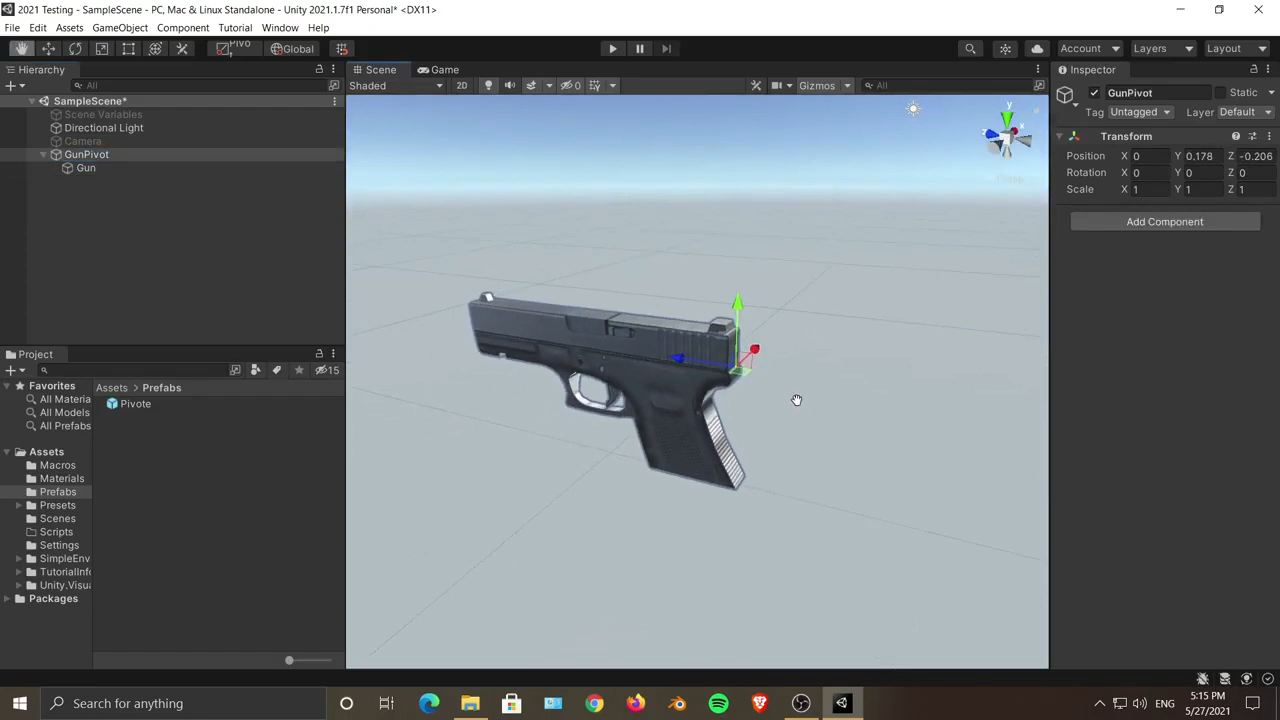 2021 Testing - SampleScene - PC, Mac & Linux Standalone - Unity 2021.1.7f1 Personal* <DX11>
File Edit Assets GameObject Component Tutorial Window Help
Pivot Global Account Layers Layout
Hierarchy
All
SampleScene*
Scene Variables
Directional Light
Camera
GunPivot
Gun
Scene Game
Shaded 2D 0 Gizmos All
y
x
z
Persp
Inspector
GunPivot Static
Tag Untagged Layer Default
Transform
Position X 0 Y 0.178 Z -0.206
Rotation X 0 Y 0 Z 0
Scale X 1 Y 1 Z 1
Add Component
Project
15
Favorites
All Materia
All Models
All Prefabs
Assets
Macros
Materials
Prefabs
Presets
Scenes
Scripts
Settings
SimpleEnv
TutorialInfo
Unity.Visua
Packages
Assets > Prefabs
Pivote
Search for anything
ENG
5:15 PM
5/27/2021